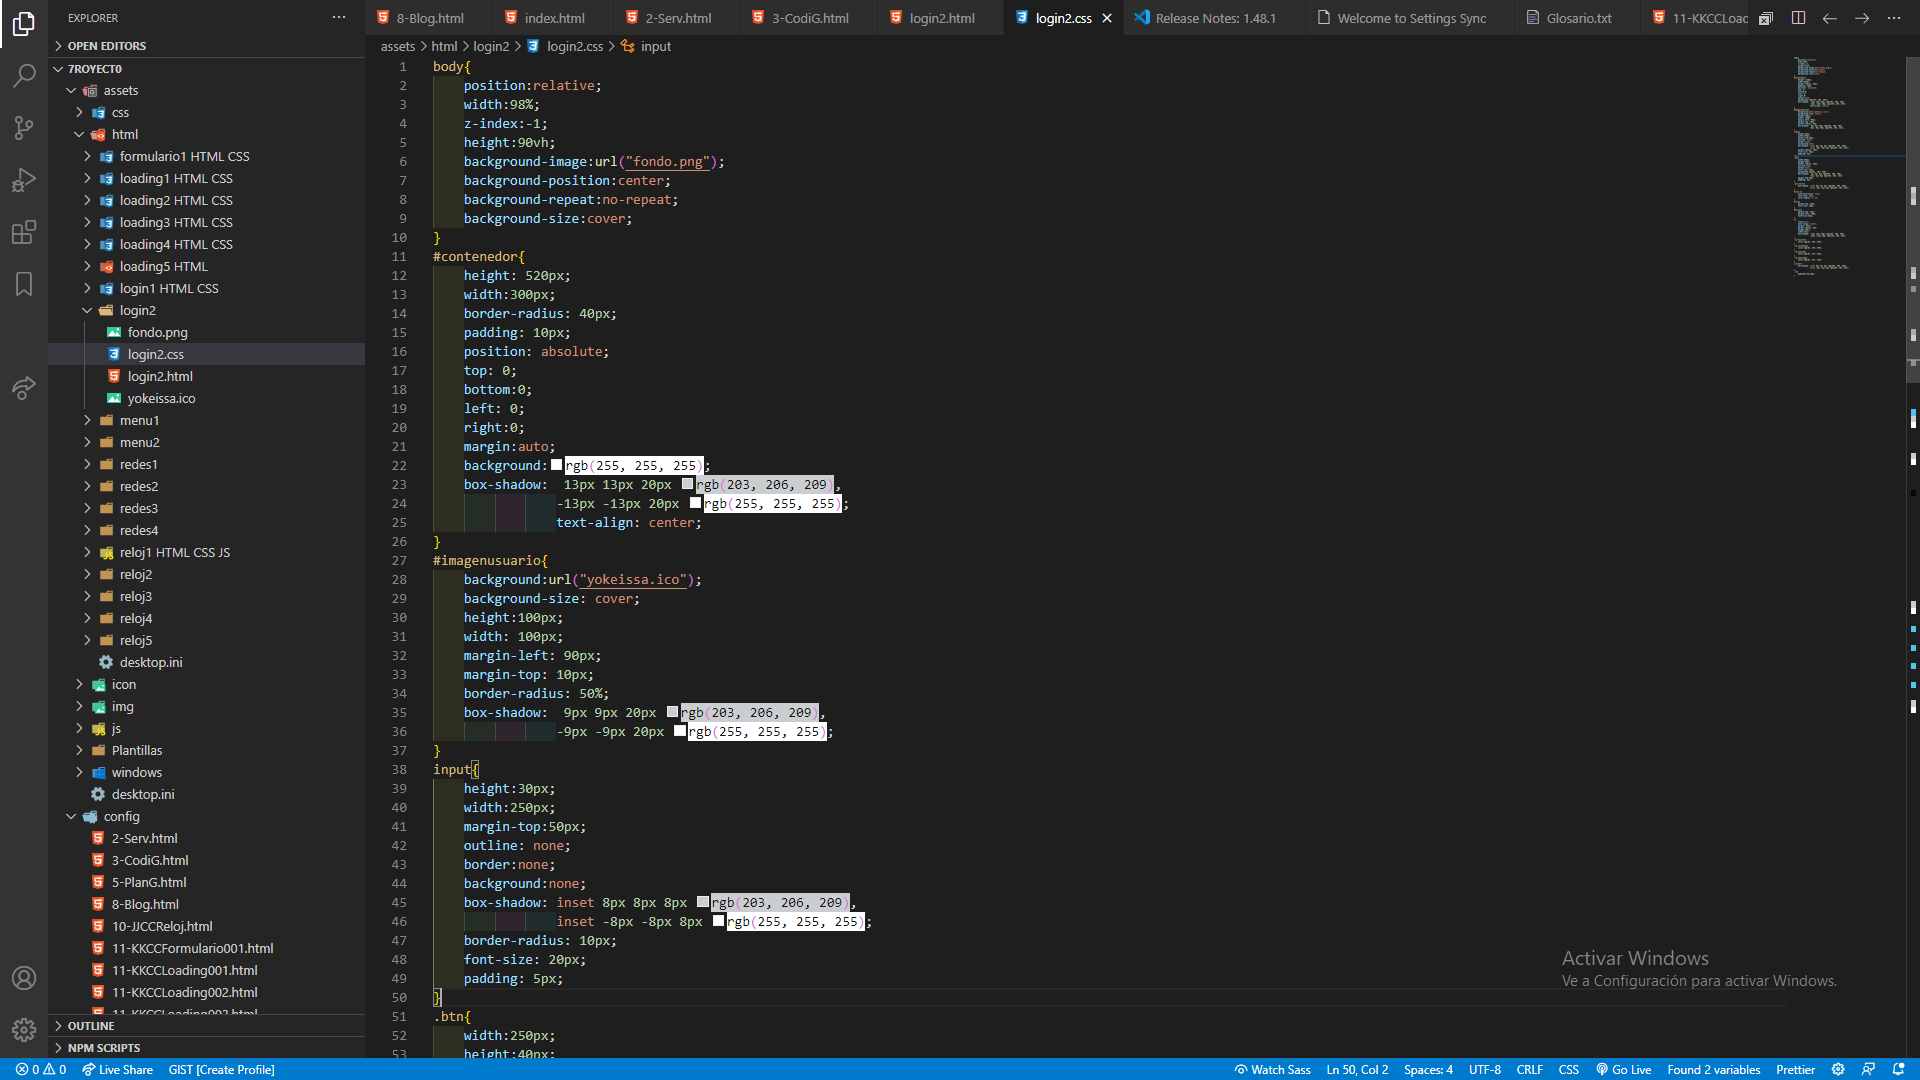 EXPLORER
OPEN EDITORS
7ROYECT0
assets
css
html
formulario1 HTML CSS
loading1 HTML CSS
loading2 HTML CSS
loading3 HTML CSS
loading4 HTML CSS
loading5 HTML
login1 HTML CSS
login2
fondo.png
login2.css
login2.html
yokeissa.ico
menu1
menu2
redes1
redes2
redes3
redes4
reloj1 HTML CSS JS
reloj2
reloj3
reloj4
reloj5
desktop.ini
icon
img
js
Plantillas
windows
desktop.ini
config
2-Serv.html
3-CodiG.html
5-PlanG.html
8-Blog.html
10-JJCCReloj.html
11-KKCCFormulario001.html
11-KKCCLoading001.html
11-KKCCLoading002.html
OUTLINE
NPM SCRIPTS
8-Blog.html index.html 2-Serv.html 3-CodiG.html login2.html login2.css Release Notes: 1.48.1 Welcome to Settings Sync Glosario.txt 11-KKCCLoac
assets > html > login2 > login2.css > input
1 body{
2 position:relative;
3 width:98%;
4 z-index:-1;
5 height:90vh;
6 background-image:url("fondo.png");
7 background-position:center;
8 background-repeat:no-repeat;
9 background-size:cover;
10 }
11 #contenedor{
12 height: 520px;
13 width:300px;
14 border-radius: 40px;
15 padding: 10px;
16 position: absolute;
17 top: 0;
18 bottom:0;
19 left: 0;
20 right:0;
21 margin:auto;
22 background:rgb(255, 255, 255);
23 box-shadow:  13px 13px 20px rgb(203, 206, 209),
24 -13px -13px 20px rgb(255, 255, 255);
25 text-align: center;
26 }
27 #imagenusuario{
28 background:url("yokeissa.ico");
29 background-size: cover;
30 height:100px;
31 width: 100px;
32 margin-left: 90px;
33 margin-top: 10px;
34 border-radius: 50%;
35 box-shadow:  9px 9px 20px rgb(203, 206, 209),
36 -9px -9px 20px rgb(255, 255, 255);
37 }
38 input{
39 height:30px;
40 width:250px;
41 margin-top:50px;
42 outline: none;
43 border:none;
44 background:none;
45 box-shadow: inset 8px 8px 8px rgb(203, 206, 209),
46 inset -8px -8px 8px rgb(255, 255, 255);
47 border-radius: 10px;
48 font-size: 20px;
49 padding: 5px;
50 }
51 .btn{
52 width:250px;
53 height:40px;
Activar Windows
Ve a Configuración para activar Windows.
0 0 Live Share GIST [Create Profile] Watch Sass Ln 50, Col 2 Spaces: 4 UTF-8 CRLF CSS Go Live Found 2 variables Prettier